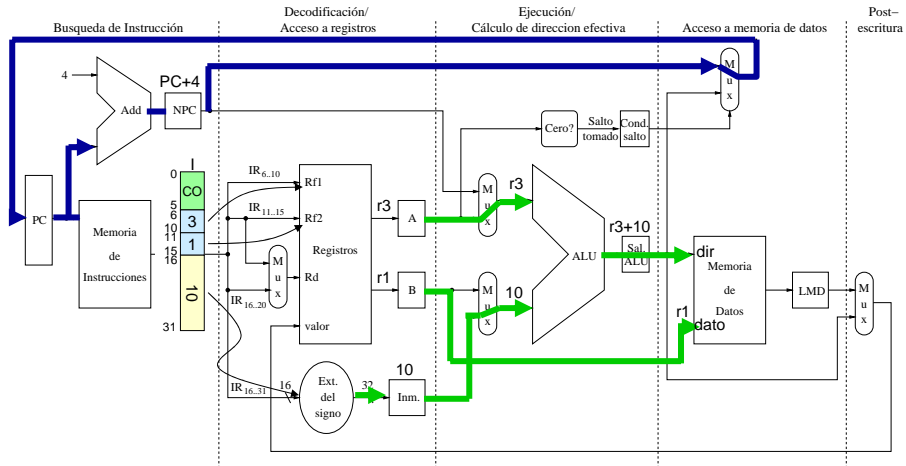 Busqueda de Instrucción
Decodificación/
Acceso a registros
Ejecución/
Cálculo de direccion efectiva
Acceso a memoria de datos
Post–
escritura
4
Add
PC+4
NPC
M
u
x
Cero?
Salto
tomado
Cond.
salto
I
0
CO
5
6
3
10
11
1
15
16
10
31
PC
Memoria
de
Instrucciones
IR6..10
IR11..15
IR16..20
IR16..31
Rf1
Rf2
Registros
Rd
valor
M
u
x
r3
A
r1
B
M
u
x
r3
M
u
x
10
ALU
r3+10
Sal.
ALU
dir
Memoria
de
Datos
r1
dato
LMD
M
u
x
16
Ext.
del
signo
32
10
Inm.